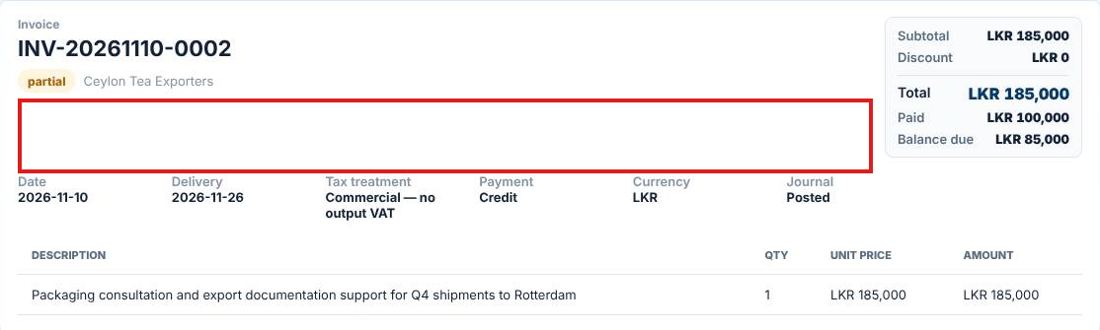 Invoice
INV-20261110-0002
partial Ceylon Tea Exporters
Subtotal LKR 185,000
Discount LKR 0
Total LKR 185,000
Paid LKR 100,000
Balance due LKR 85,000
Date Delivery Tax treatment Payment Currency Journal
2026-11-10 2026-11-26 Commercial — no Credit LKR Posted
output VAT
DESCRIPTION QTY UNIT PRICE AMOUNT
Packaging consultation and export documentation support for Q4 shipments to Rotterdam 1 LKR 185,000 LKR 185,000